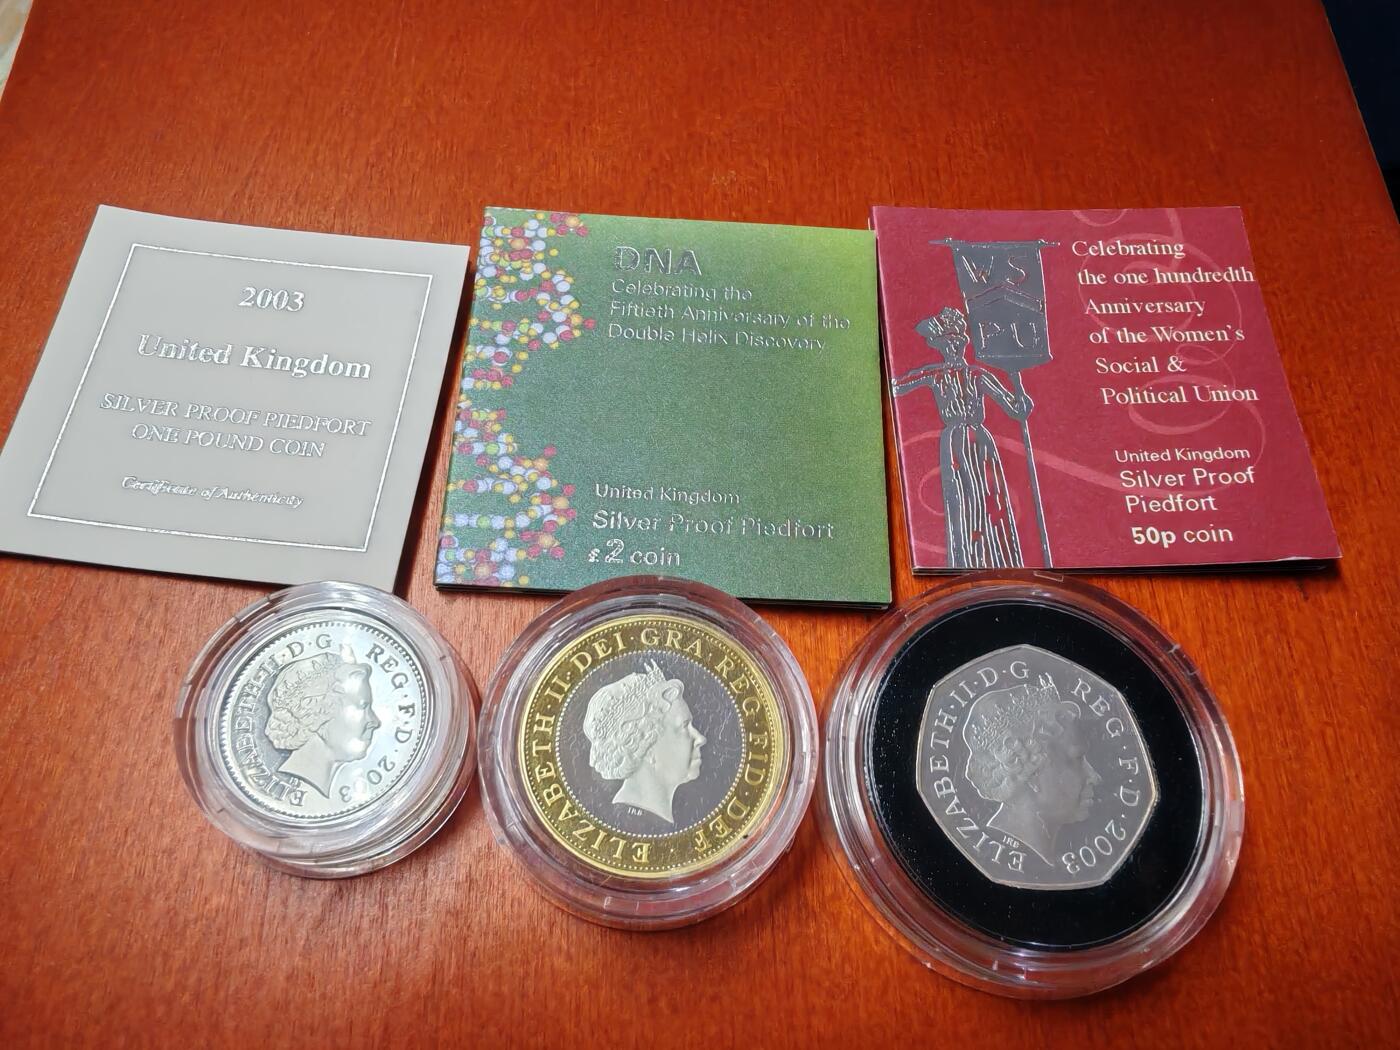 2003
United Kingdom
SILVER PROOF PIEDFORT
ONE POUND COIN
Certificate of Authenticity
DNA
Celebrating the
Fiftieth Anniversary of the
Double Helix Discovery
United Kingdom
Silver Proof Piedfort
£2 coin
WS
PU
Celebrating
the one hundredth
Anniversary
of the Women's
Social &
Political Union
United Kingdom
Silver Proof
Piedfort
50p coin
ELIZABETH·II·D·G REG·F·D·2003
ELIZABETH·II·DEI·GRA·REG·FID·DEF
IRB
ELIZABETH·II·D·G REG·F·D·2003
IRB